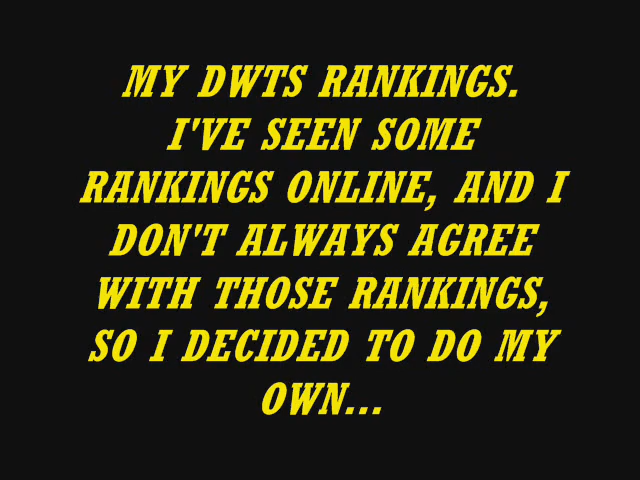 MY DWTS RANKINGS.
I'VE SEEN SOME
RANKINGS ONLINE, AND I
DON'T ALWAYS AGREE
WITH THOSE RANKINGS,
SO I DECIDED TO DO MY
OWN...